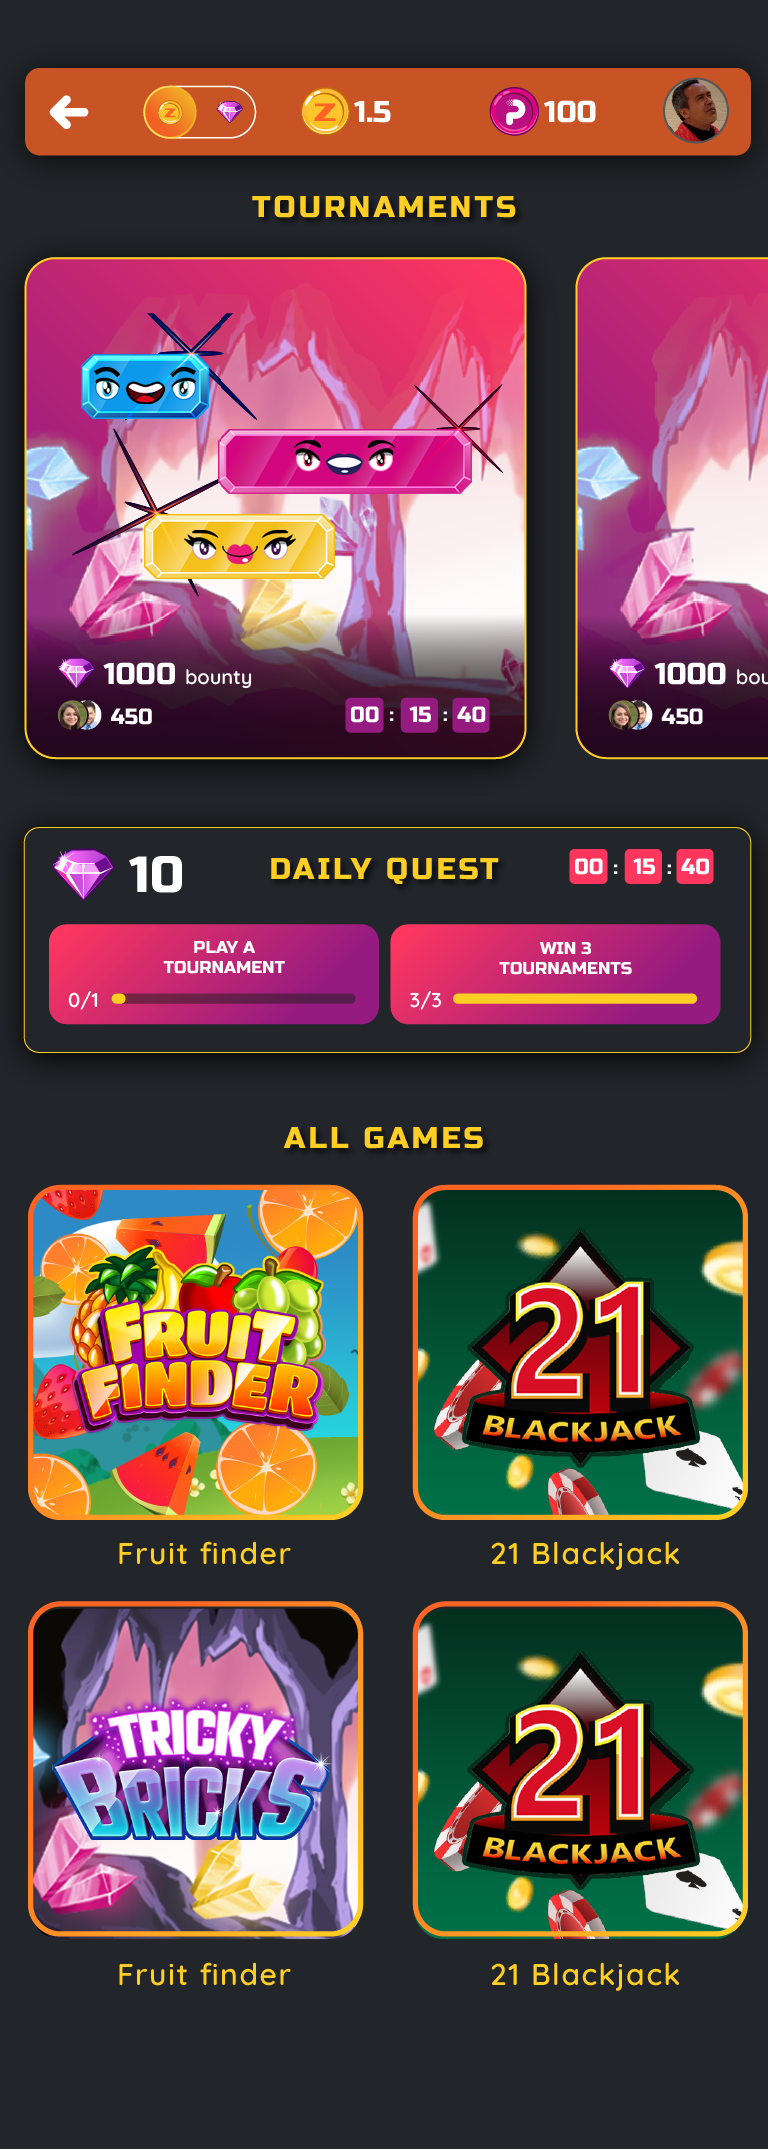 Z
Z 1.5
P 100
TOURNAMENTS
1000 bounty
450
00 : 15 : 40
1000
450
10
DAILY QUEST
00 : 15 : 40
PLAY A
TOURNAMENT
0/1
WIN 3
TOURNAMENTS
3/3
ALL GAMES
FRUIT
FINDER
21
BLACKJACK
Fruit finder
21 Blackjack
TRICKY
BRICKS
21
BLACKJACK
Fruit finder
21 Blackjack